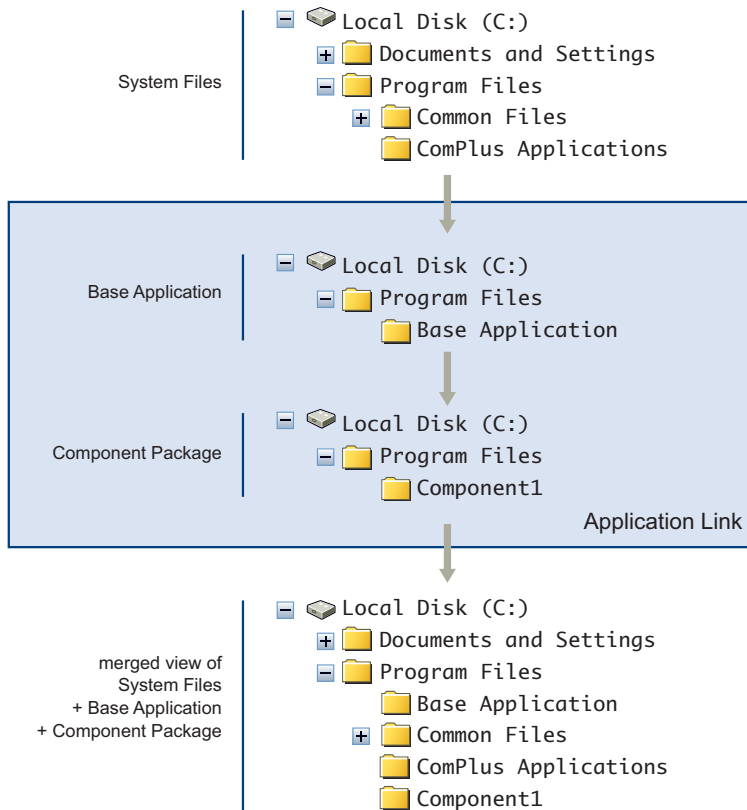 Local Disk (C:)
Documents and Settings
System Files
Program Files
Common Files
ComPlus Applications
Local Disk (C:)
Base Application
Program Files
Base Application
Local Disk (C:)
Component Package
Program Files
Component1
Application Link
Local Disk (C:)
Documents and Settings
merged view of
System Files
+ Base Application
+ Component Package
Program Files
Base Application
Common Files
ComPlus Applications
Component1